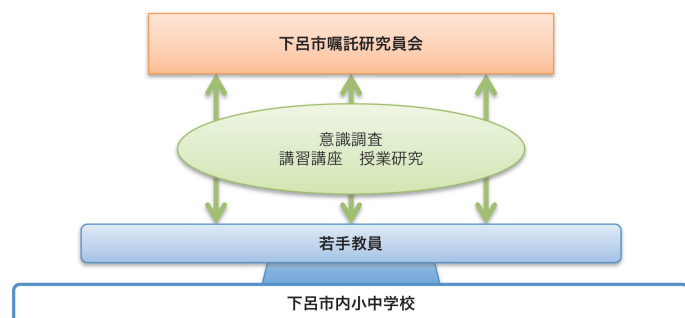 下呂市嘱託研究員会
意識調査
講習講座　授業研究
若手教員
下呂市内小中学校